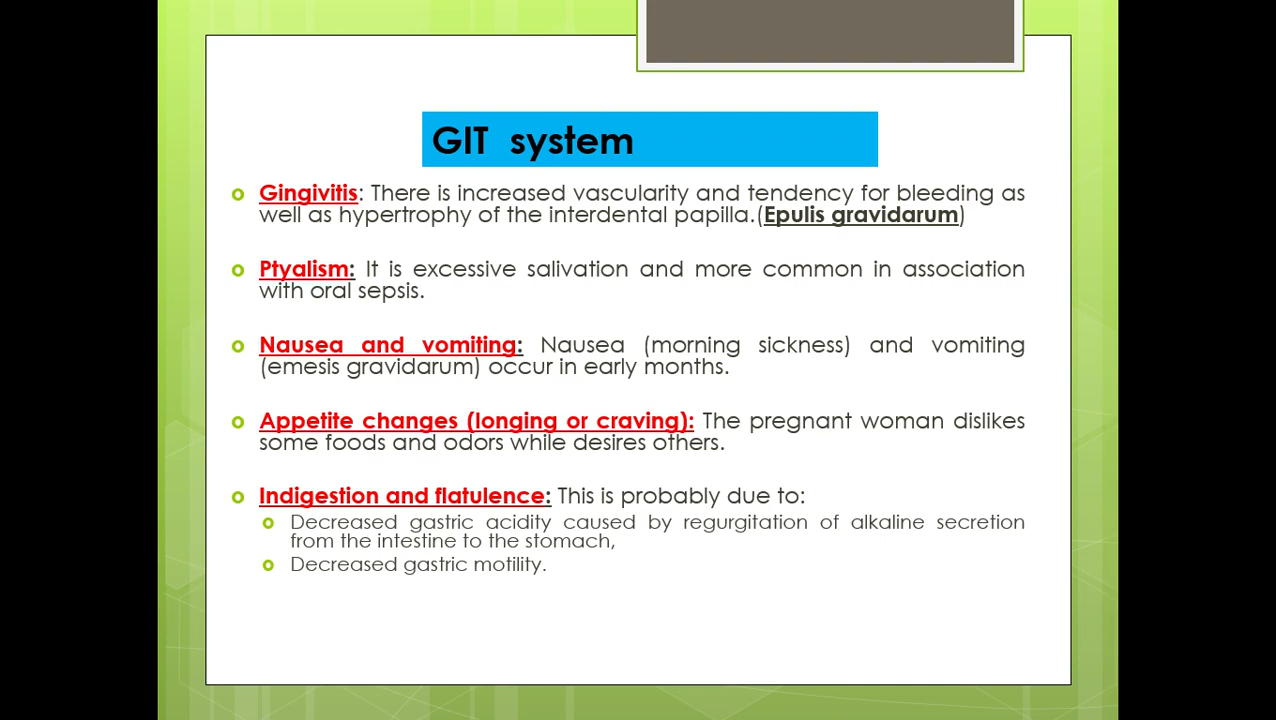 GIT system
Gingivitis: There is increased vascularity and tendency for bleeding as
well as hypertrophy of the interdental papilla.(Epulis gravidarum)
Ptyalism: It is excessive salivation and more common in association
with oral sepsis.
Nausea and vomiting: Nausea (morning sickness) and vomiting
(emesis gravidarum) occur in early months.
Appetite changes (longing or craving): The pregnant woman dislikes
some foods and odors while desires others.
Indigestion and flatulence: This is probably due to:
Decreased gastric acidity caused by regurgitation of alkaline secretion
from the intestine to the stomach,
Decreased gastric motility.